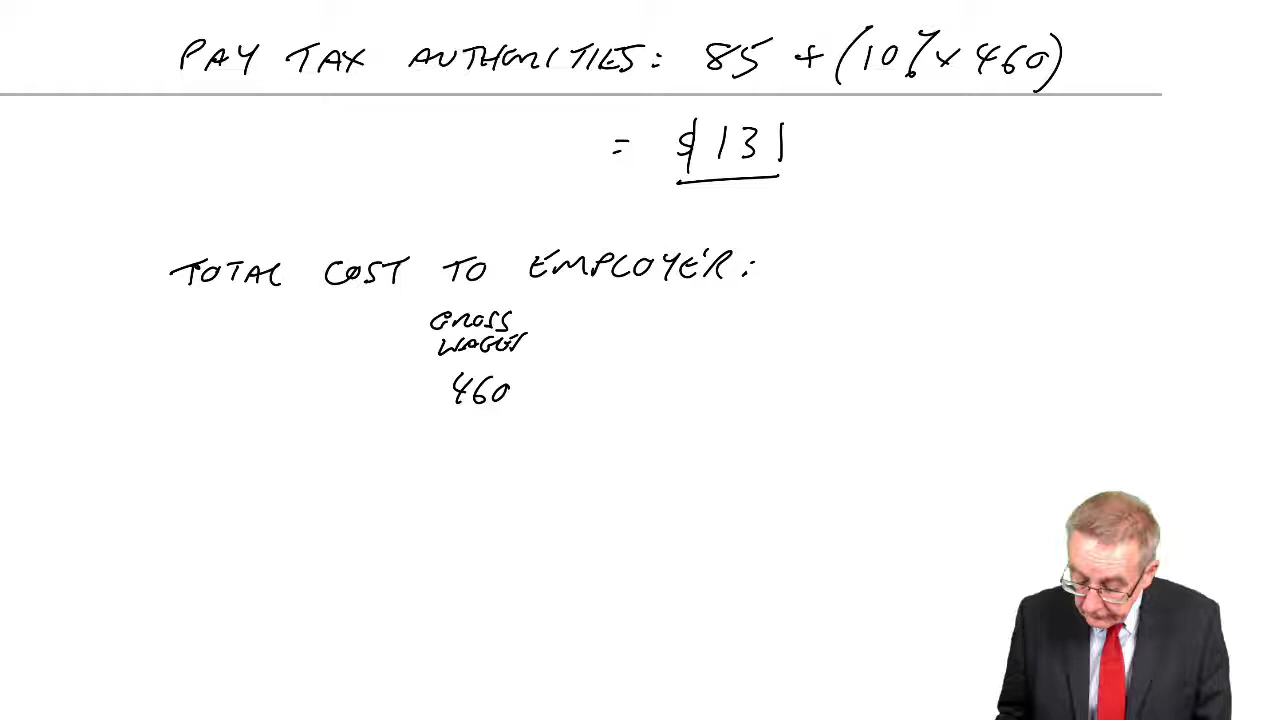 PAY TAX AUTHORITIES: 85 + (10% × 460)
= $131
TOTAL COST TO EMPLOYER:
GROSS
WAGES
460